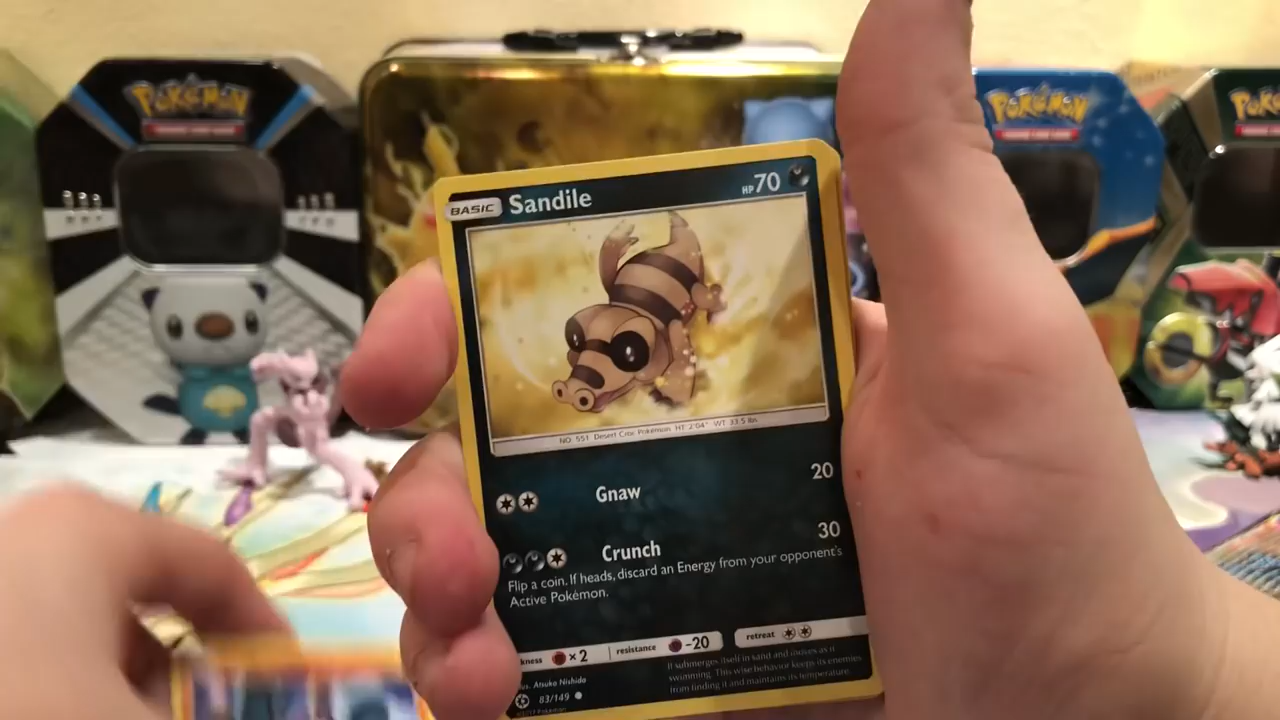 POKÉMON
POKÉMON
POKÉMON
BASIC Sandile HP 70
NO. 551 Desert Croc Pokémon HT: 2'04" WT: 33.5 lbs
Gnaw 20
Crunch 30
Flip a coin. If heads, discard an Energy from your opponent's
Active Pokémon.
kness ×2 resistance -20 retreat
It submerges itself in sand and moves as if
swimming. This wise behavior keeps its enemies
from finding it and maintains its temperature.
us. Atsuko Nishida
83/149